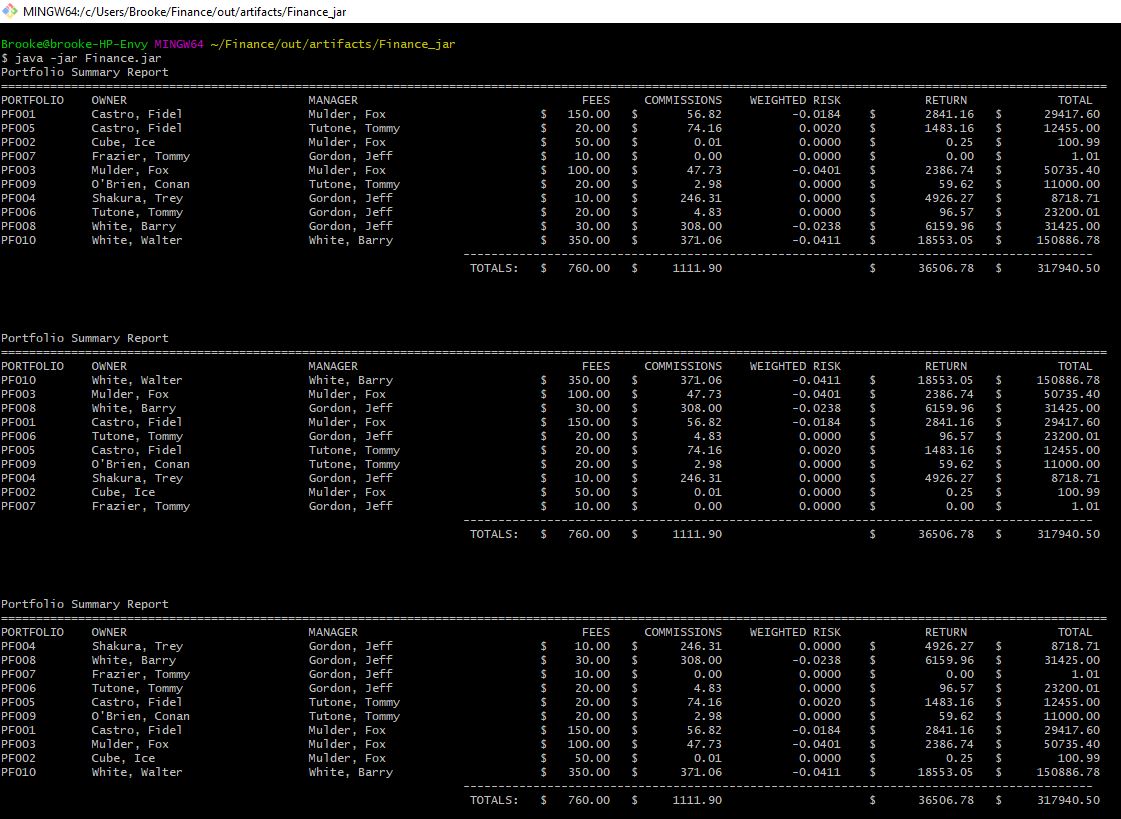 MINGW64:/c/Users/Brooke/Finance/out/artifacts/Finance_jar
Brooke@brooke-HP-Envy MINGW64 ~/Finance/out/artifacts/Finance_jar
$ java -jar Finance.jar
Portfolio Summary Report
PORTFOLIO OWNER MANAGER FEES COMMISSIONS WEIGHTED RISK RETURN TOTAL
PF001 Castro, Fidel Mulder, Fox $ 150.00 $ 56.82 -0.0184 $ 2841.16 $ 29417.60
PF005 Castro, Fidel Tutone, Tommy $ 20.00 $ 74.16 0.0020 $ 1483.16 $ 12455.00
PF002 Cube, Ice Mulder, Fox $ 50.00 $ 0.01 0.0000 $ 0.25 $ 100.99
PF007 Frazier, Tommy Gordon, Jeff $ 10.00 $ 0.00 0.0000 $ 0.00 $ 1.01
PF003 Mulder, Fox Mulder, Fox $ 100.00 $ 47.73 -0.0401 $ 2386.74 $ 50735.40
PF009 O'Brien, Conan Tutone, Tommy $ 20.00 $ 2.98 0.0000 $ 59.62 $ 11000.00
PF004 Shakura, Trey Gordon, Jeff $ 10.00 $ 246.31 0.0000 $ 4926.27 $ 8718.71
PF006 Tutone, Tommy Gordon, Jeff $ 20.00 $ 4.83 0.0000 $ 96.57 $ 23200.01
PF008 White, Barry Gordon, Jeff $ 30.00 $ 308.00 -0.0238 $ 6159.96 $ 31425.00
PF010 White, Walter White, Barry $ 350.00 $ 371.06 -0.0411 $ 18553.05 $ 150886.78
TOTALS: $ 760.00 $ 1111.90 $ 36506.78 $ 317940.50
Portfolio Summary Report
PORTFOLIO OWNER MANAGER FEES COMMISSIONS WEIGHTED RISK RETURN TOTAL
PF010 White, Walter White, Barry $ 350.00 $ 371.06 -0.0411 $ 18553.05 $ 150886.78
PF003 Mulder, Fox Mulder, Fox $ 100.00 $ 47.73 -0.0401 $ 2386.74 $ 50735.40
PF008 White, Barry Gordon, Jeff $ 30.00 $ 308.00 -0.0238 $ 6159.96 $ 31425.00
PF001 Castro, Fidel Mulder, Fox $ 150.00 $ 56.82 -0.0184 $ 2841.16 $ 29417.60
PF006 Tutone, Tommy Gordon, Jeff $ 20.00 $ 4.83 0.0000 $ 96.57 $ 23200.01
PF005 Castro, Fidel Tutone, Tommy $ 20.00 $ 74.16 0.0020 $ 1483.16 $ 12455.00
PF009 O'Brien, Conan Tutone, Tommy $ 20.00 $ 2.98 0.0000 $ 59.62 $ 11000.00
PF004 Shakura, Trey Gordon, Jeff $ 10.00 $ 246.31 0.0000 $ 4926.27 $ 8718.71
PF002 Cube, Ice Mulder, Fox $ 50.00 $ 0.01 0.0000 $ 0.25 $ 100.99
PF007 Frazier, Tommy Gordon, Jeff $ 10.00 $ 0.00 0.0000 $ 0.00 $ 1.01
TOTALS: $ 760.00 $ 1111.90 $ 36506.78 $ 317940.50
Portfolio Summary Report
PORTFOLIO OWNER MANAGER FEES COMMISSIONS WEIGHTED RISK RETURN TOTAL
PF004 Shakura, Trey Gordon, Jeff $ 10.00 $ 246.31 0.0000 $ 4926.27 $ 8718.71
PF008 White, Barry Gordon, Jeff $ 30.00 $ 308.00 -0.0238 $ 6159.96 $ 31425.00
PF007 Frazier, Tommy Gordon, Jeff $ 10.00 $ 0.00 0.0000 $ 0.00 $ 1.01
PF006 Tutone, Tommy Gordon, Jeff $ 20.00 $ 4.83 0.0000 $ 96.57 $ 23200.01
PF005 Castro, Fidel Tutone, Tommy $ 20.00 $ 74.16 0.0020 $ 1483.16 $ 12455.00
PF009 O'Brien, Conan Tutone, Tommy $ 20.00 $ 2.98 0.0000 $ 59.62 $ 11000.00
PF001 Castro, Fidel Mulder, Fox $ 150.00 $ 56.82 -0.0184 $ 2841.16 $ 29417.60
PF003 Mulder, Fox Mulder, Fox $ 100.00 $ 47.73 -0.0401 $ 2386.74 $ 50735.40
PF002 Cube, Ice Mulder, Fox $ 50.00 $ 0.01 0.0000 $ 0.25 $ 100.99
PF010 White, Walter White, Barry $ 350.00 $ 371.06 -0.0411 $ 18553.05 $ 150886.78
TOTALS: $ 760.00 $ 1111.90 $ 36506.78 $ 317940.50